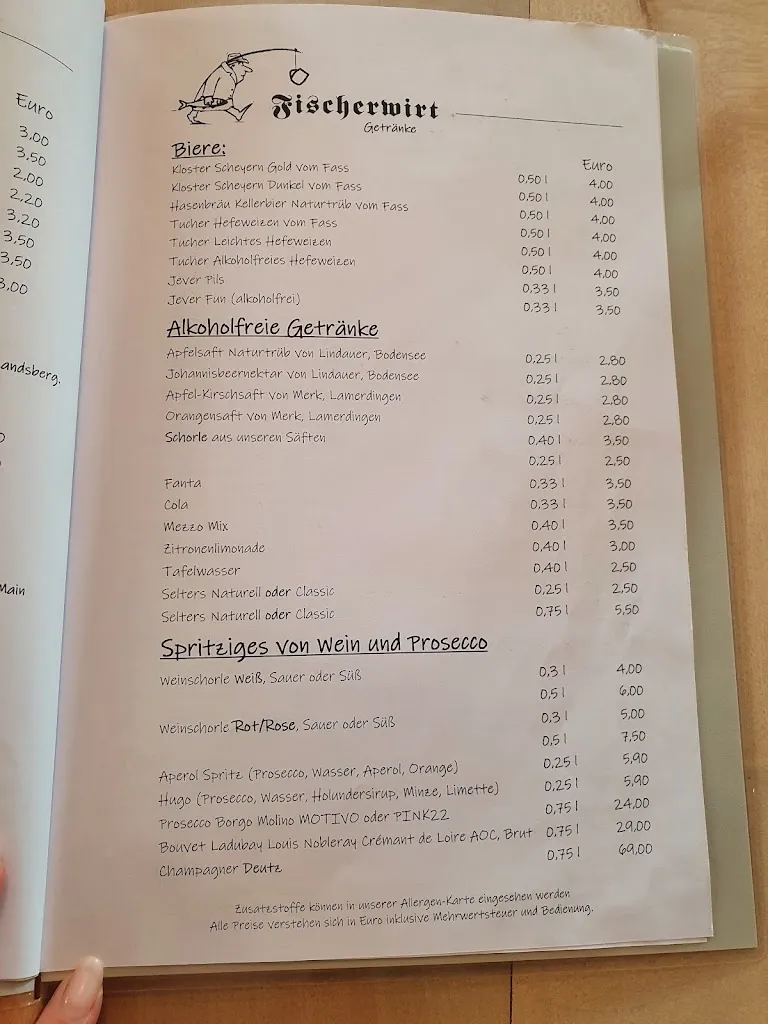 Euro
3,00
3,50
2,00
2,20
3,20
3,50
3,50
3,00
andsberg.
Main
Fischerwirt
Getränke
Biere:
Euro
Kloster Scheyern Gold vom Fass 0,50 l 4,00
Kloster Scheyern Dunkel vom Fass 0,50 l 4,00
Hasenbräu Kellerbier Naturtrüb vom Fass 0,50 l 4,00
Tucher Hefeweizen vom Fass 0,50 l 4,00
Tucher Leichtes Hefeweizen 0,50 l 4,00
Tucher Alkoholfreies Hefeweizen 0,50 l 4,00
Jever Pils 0,33 l 3,50
Jever Fun (alkoholfrei) 0,33 l 3,50
Alkoholfreie Getränke
Apfelsaft Naturtrüb von Lindauer, Bodensee 0,25 l 2,80
Johannisbeernektar von Lindauer, Bodensee 0,25 l 2,80
Apfel-Kirschsaft von Merk, Lamerdingen 0,25 l 2,80
Orangensaft von Merk, Lamerdingen 0,25 l 2,80
Schorle aus unseren Säften 0,40 l 3,50
0,25 l 2,50
Fanta 0,33 l 3,50
Cola 0,33 l 3,50
Mezzo Mix 0,40 l 3,50
Zitronenlimonade 0,40 l 3,00
Tafelwasser 0,40 l 2,50
Selters Naturell oder Classic 0,25 l 2,50
Selters Naturell oder Classic 0,75 l 5,50
Spritziges von Wein und Prosecco
Weinschorle Weiß, Sauer oder Süß 0,3 l 4,00
0,5 l 6,00
Weinschorle Rot/Rose, Sauer oder Süß 0,3 l 5,00
0,5 l 7,50
Aperol Spritz (Prosecco, Wasser, Aperol, Orange) 0,25 l 5,90
Hugo (Prosecco, Wasser, Holundersirup, Minze, Limette) 0,25 l 5,90
Prosecco Borgo Molino MOTIVO oder PINK22 0,75 l 24,00
Bouvet Ladubay Louis Nobleray Crémant de Loire AOC, Brut 0,75 l 29,00
Champagner Deutz 0,75 l 69,00
Zusatzstoffe können in unserer Allergen-Karte eingesehen werden
Alle Preise verstehen sich in Euro inklusive Mehrwertsteuer und Bedienung.